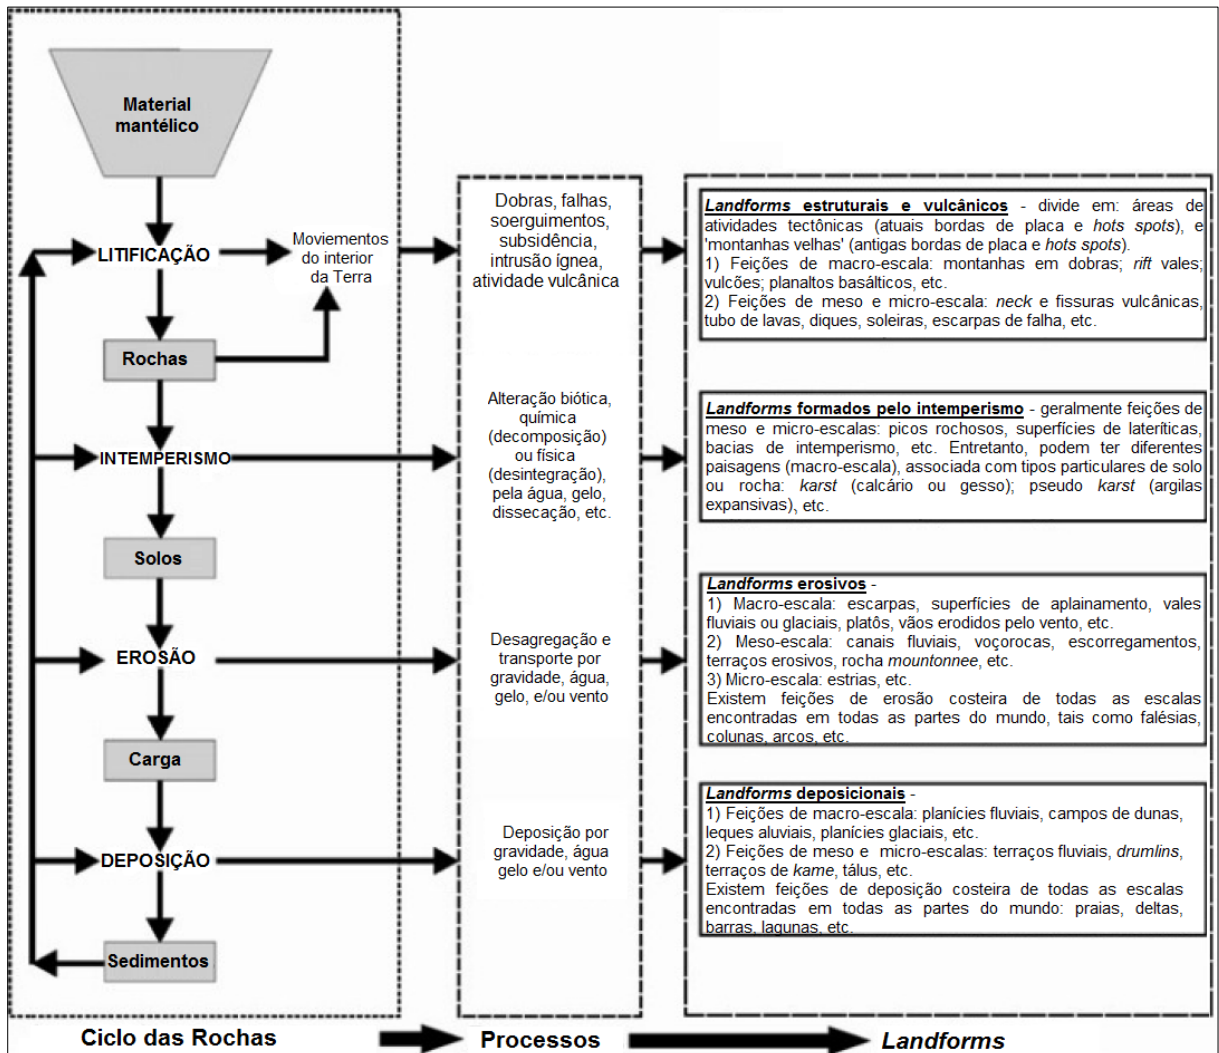 Material
mantélico
LITIFICAÇÃO
Moviementos
do interior
da Terra
Rochas
INTEMPERISMO
Solos
EROSÃO
Carga
DEPOSIÇÃO
Sedimentos
Ciclo das Rochas
Dobras, falhas,
soerguimentos,
subsidência,
intrusão ígnea,
atividade vulcânica
Alteração biótica,
química
(decomposição)
ou física
(desintegração),
pela água, gelo,
dissecação, etc.
Desagregação e
transporte por
gravidade, água,
gelo, e/ou vento
Deposição por
gravidade, água
gelo e/ou vento
Processos
Landforms estruturais e vulcânicos - divide em: áreas de
atividades tectônicas (atuais bordas de placa e hots spots), e
'montanhas velhas' (antigas bordas de placa e hots spots).
1) Feições de macro-escala: montanhas em dobras; rift vales;
vulcões; planaltos basálticos, etc.
2) Feições de meso e micro-escala: neck e fissuras vulcânicas,
tubo de lavas, diques, soleiras, escarpas de falha, etc.
Landforms formados pelo intemperismo - geralmente feições de
meso e micro-escalas: picos rochosos, superfícies de lateríticas,
bacias de intemperismo, etc. Entretanto, podem ter diferentes
paisagens (macro-escala), associada com tipos particulares de solo
ou rocha: karst (calcário ou gesso); pseudo karst (argilas
expansivas), etc.
Landforms erosivos -
1) Macro-escala: escarpas, superfícies de aplainamento, vales
fluviais ou glaciais, platôs, vãos erodidos pelo vento, etc.
2) Meso-escala: canais fluviais, voçorocas, escorregamentos,
terraços erosivos, rocha mountonnee, etc.
3) Micro-escala: estrias, etc.
Existem feições de erosão costeira de todas as escalas
encontradas em todas as partes do mundo, tais como falésias,
colunas, arcos, etc.
Landforms deposicionais -
1) Feições de macro-escala: planícies fluviais, campos de dunas,
leques aluviais, planícies glaciais, etc.
2) Feições de meso e micro-escalas: terraços fluviais, drumlins,
terraços de kame, tálus, etc.
Existem feições de deposição costeira de todas as escalas
encontradas em todas as partes do mundo: praias, deltas,
barras, lagunas, etc.
Landforms